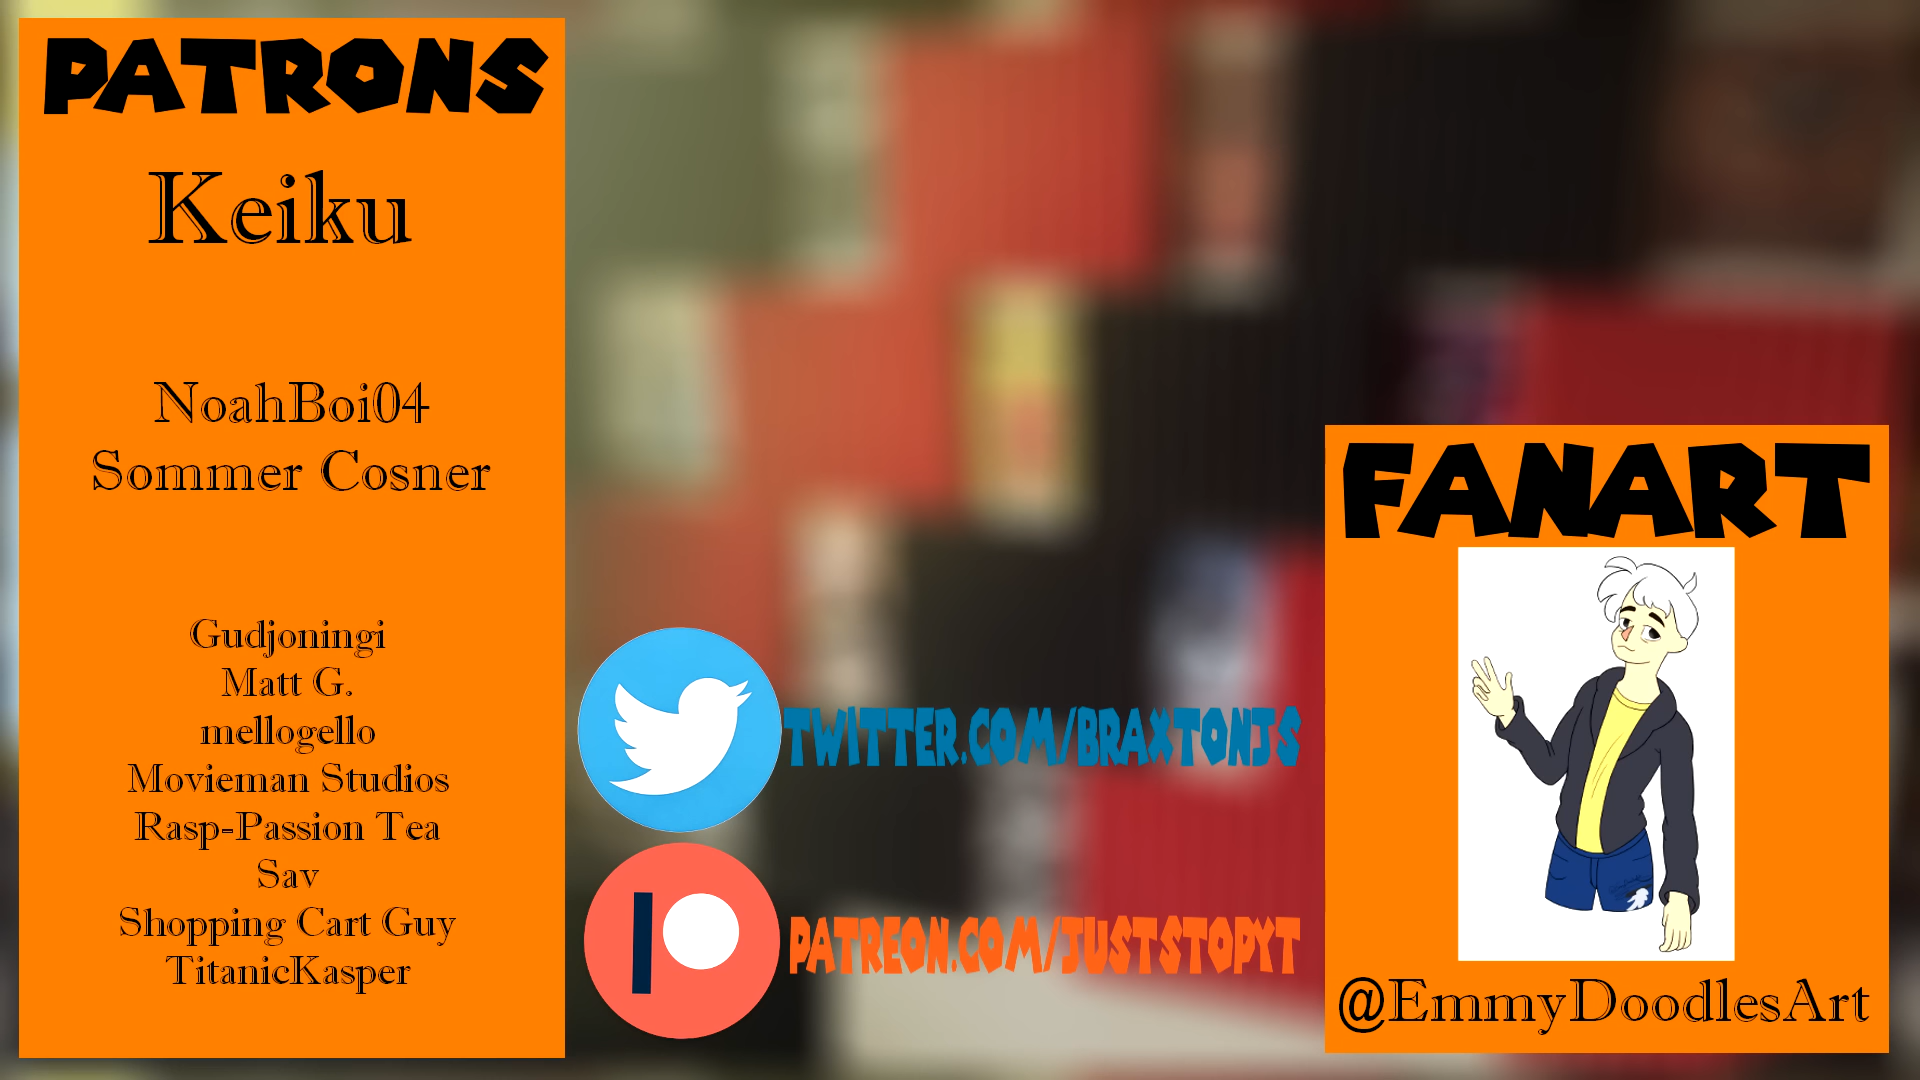 PATRONS
Keiku
NoahBoi04
Sommer Cosner
Gudjoningi
Matt G.
mellogello
Movieman Studios
Rasp-Passion Tea
Sav
Shopping Cart Guy
TitanicKasper
TWITTER.COM/BRAXTONJS
PATREON.COM/JUSTSTOPYT
FANART
@EmmyDoodlesArt